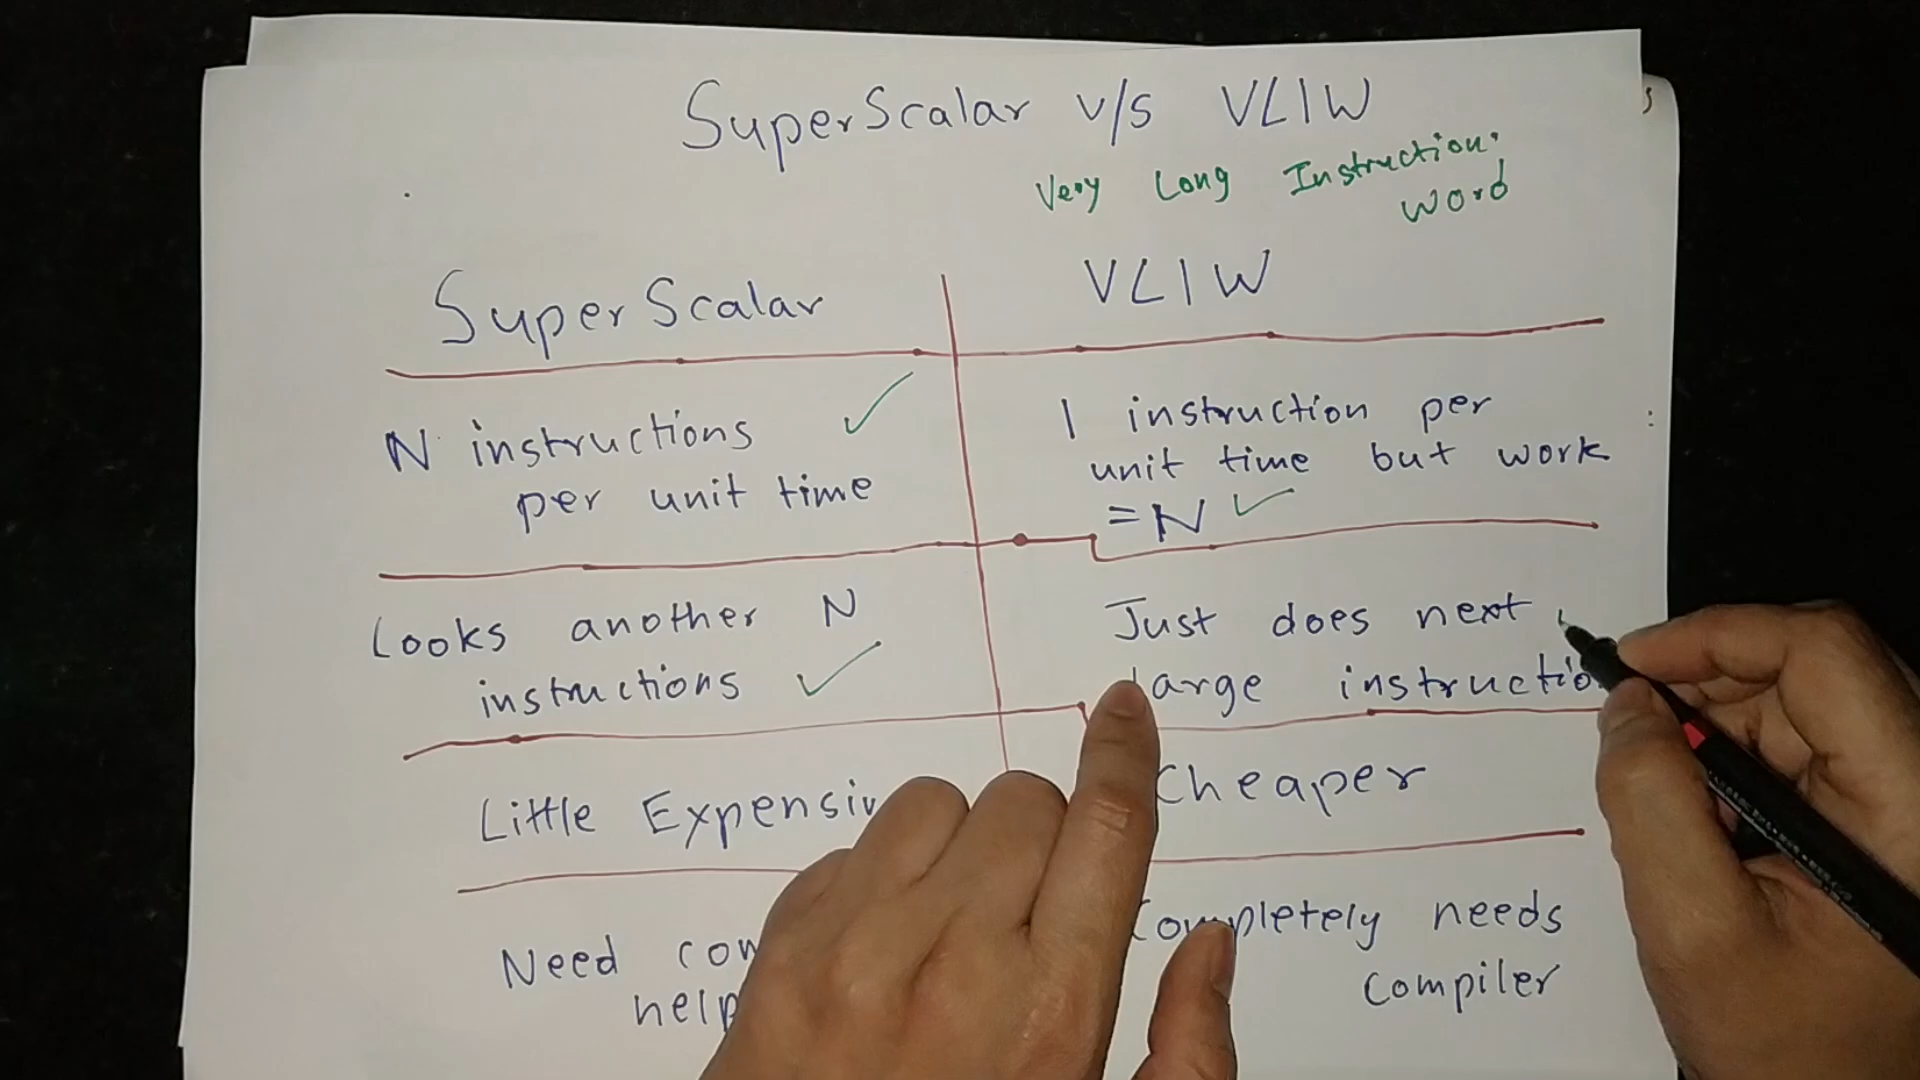 SuperScalar v/s VLIW
Very Long Instruction
Word
SuperScalar
VLIW
N instructions
per unit time
1 instruction per
unit time but work
= N
Looks another N
instructions
Just does next
large instruction
Little
Cheaper
Need
Completely needs
compiler